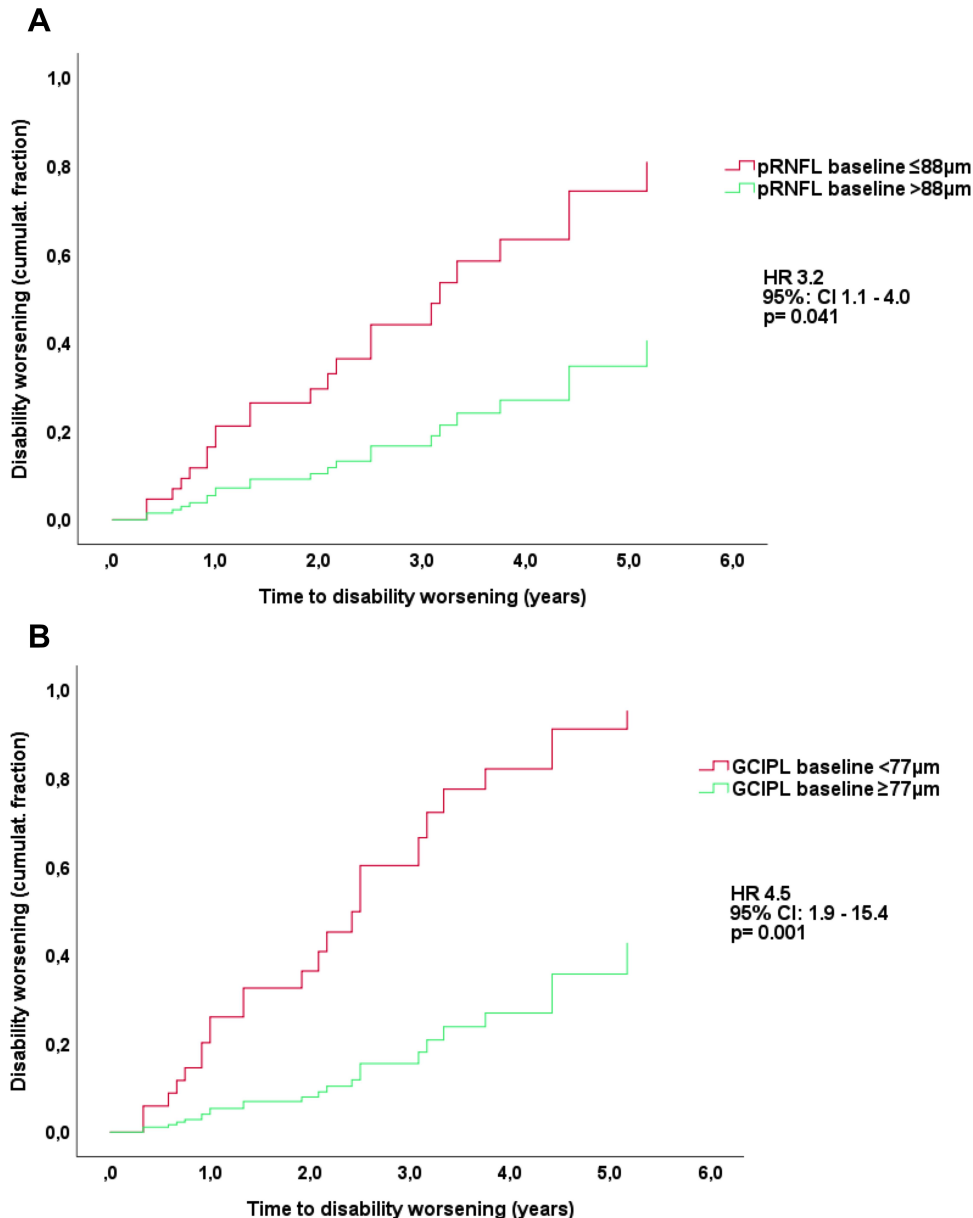 A
1,0
0,8
0,6
0,4
0,2
0,0
Disability worsening (cumulat. fraction)
,0 1,0 2,0 3,0 4,0 5,0 6,0
Time to disability worsening (years)
pRNFL baseline ≤88µm
pRNFL baseline >88µm
HR 3.2
95%: CI 1.1 - 4.0
p= 0.041
B
1,0
0,8
0,6
0,4
0,2
0,0
Disability worsening (cumulat. fraction)
,0 1,0 2,0 3,0 4,0 5,0 6,0
Time to disability worsening (years)
GCIPL baseline <77µm
GCIPL baseline ≥77µm
HR 4.5
95% CI: 1.9 - 15.4
p= 0.001